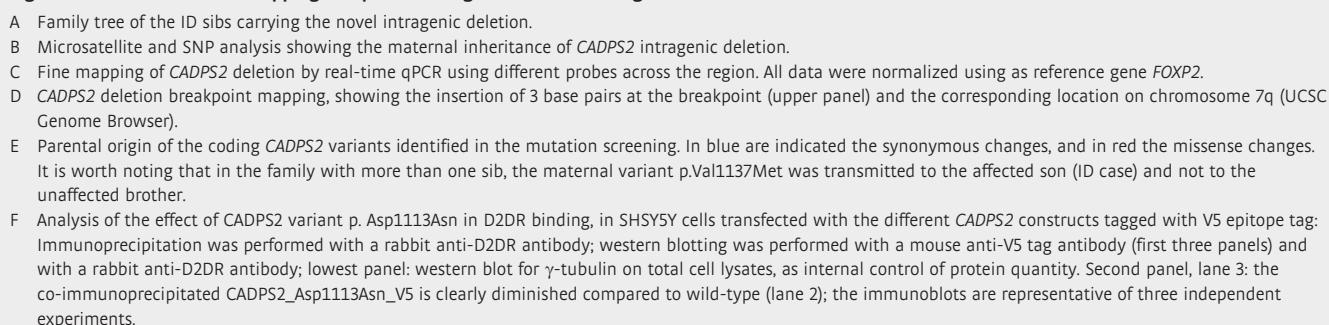 A Family tree of the ID sibs carrying the novel intragenic deletion.
B Microsatellite and SNP analysis showing the maternal inheritance of CADPS2 intragenic deletion.
C Fine mapping of CADPS2 deletion by real-time qPCR using different probes across the region. All data were normalized using as reference gene FOXP2.
D CADPS2 deletion breakpoint mapping, showing the insertion of 3 base pairs at the breakpoint (upper panel) and the corresponding location on chromosome 7q (UCSC
Genome Browser).
E Parental origin of the coding CADPS2 variants identified in the mutation screening. In blue are indicated the synonymous changes, and in red the missense changes.
It is worth noting that in the family with more than one sib, the maternal variant p.Val1137Met was transmitted to the affected son (ID case) and not to the
unaffected brother.
F Analysis of the effect of CADPS2 variant p. Asp1113Asn in D2DR binding, in SHSY5Y cells transfected with the different CADPS2 constructs tagged with V5 epitope tag:
Immunoprecipitation was performed with a rabbit anti-D2DR antibody; western blotting was performed with a mouse anti-V5 tag antibody (first three panels) and
with a rabbit anti-D2DR antibody; lowest panel: western blot for γ-tubulin on total cell lysates, as internal control of protein quantity. Second panel, lane 3: the
co-immunoprecipitated CADPS2_Asp1113Asn_V5 is clearly diminished compared to wild-type (lane 2); the immunoblots are representative of three independent
experiments.